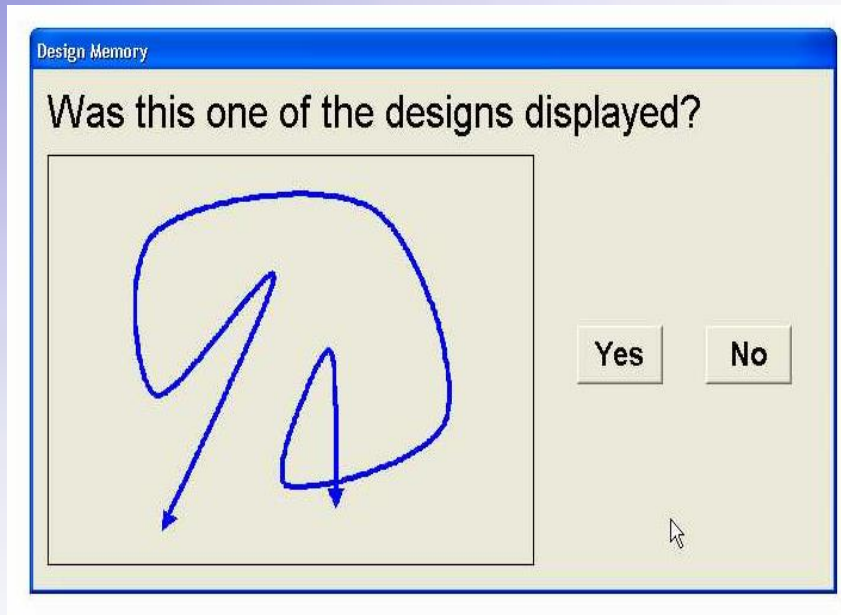 Design Memory
Was this one of the designs displayed?
Yes No